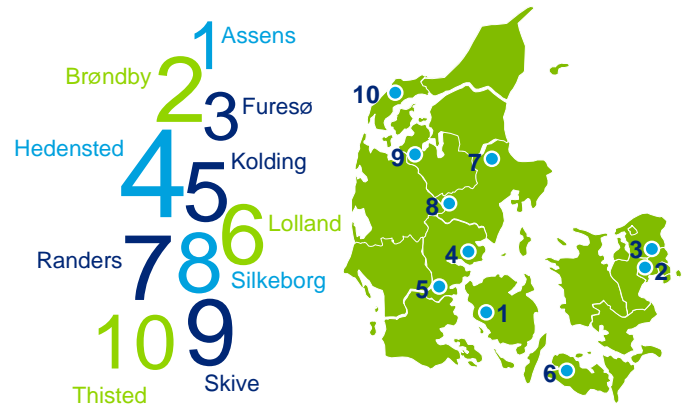 1 Assens
Brøndby 2
3 Furesø
Hedensted 4
5 Kolding
6 Lolland
Randers 7
8 Silkeborg
9 Skive
10 Thisted
10
9
7
8
4
5
3
2
1
6